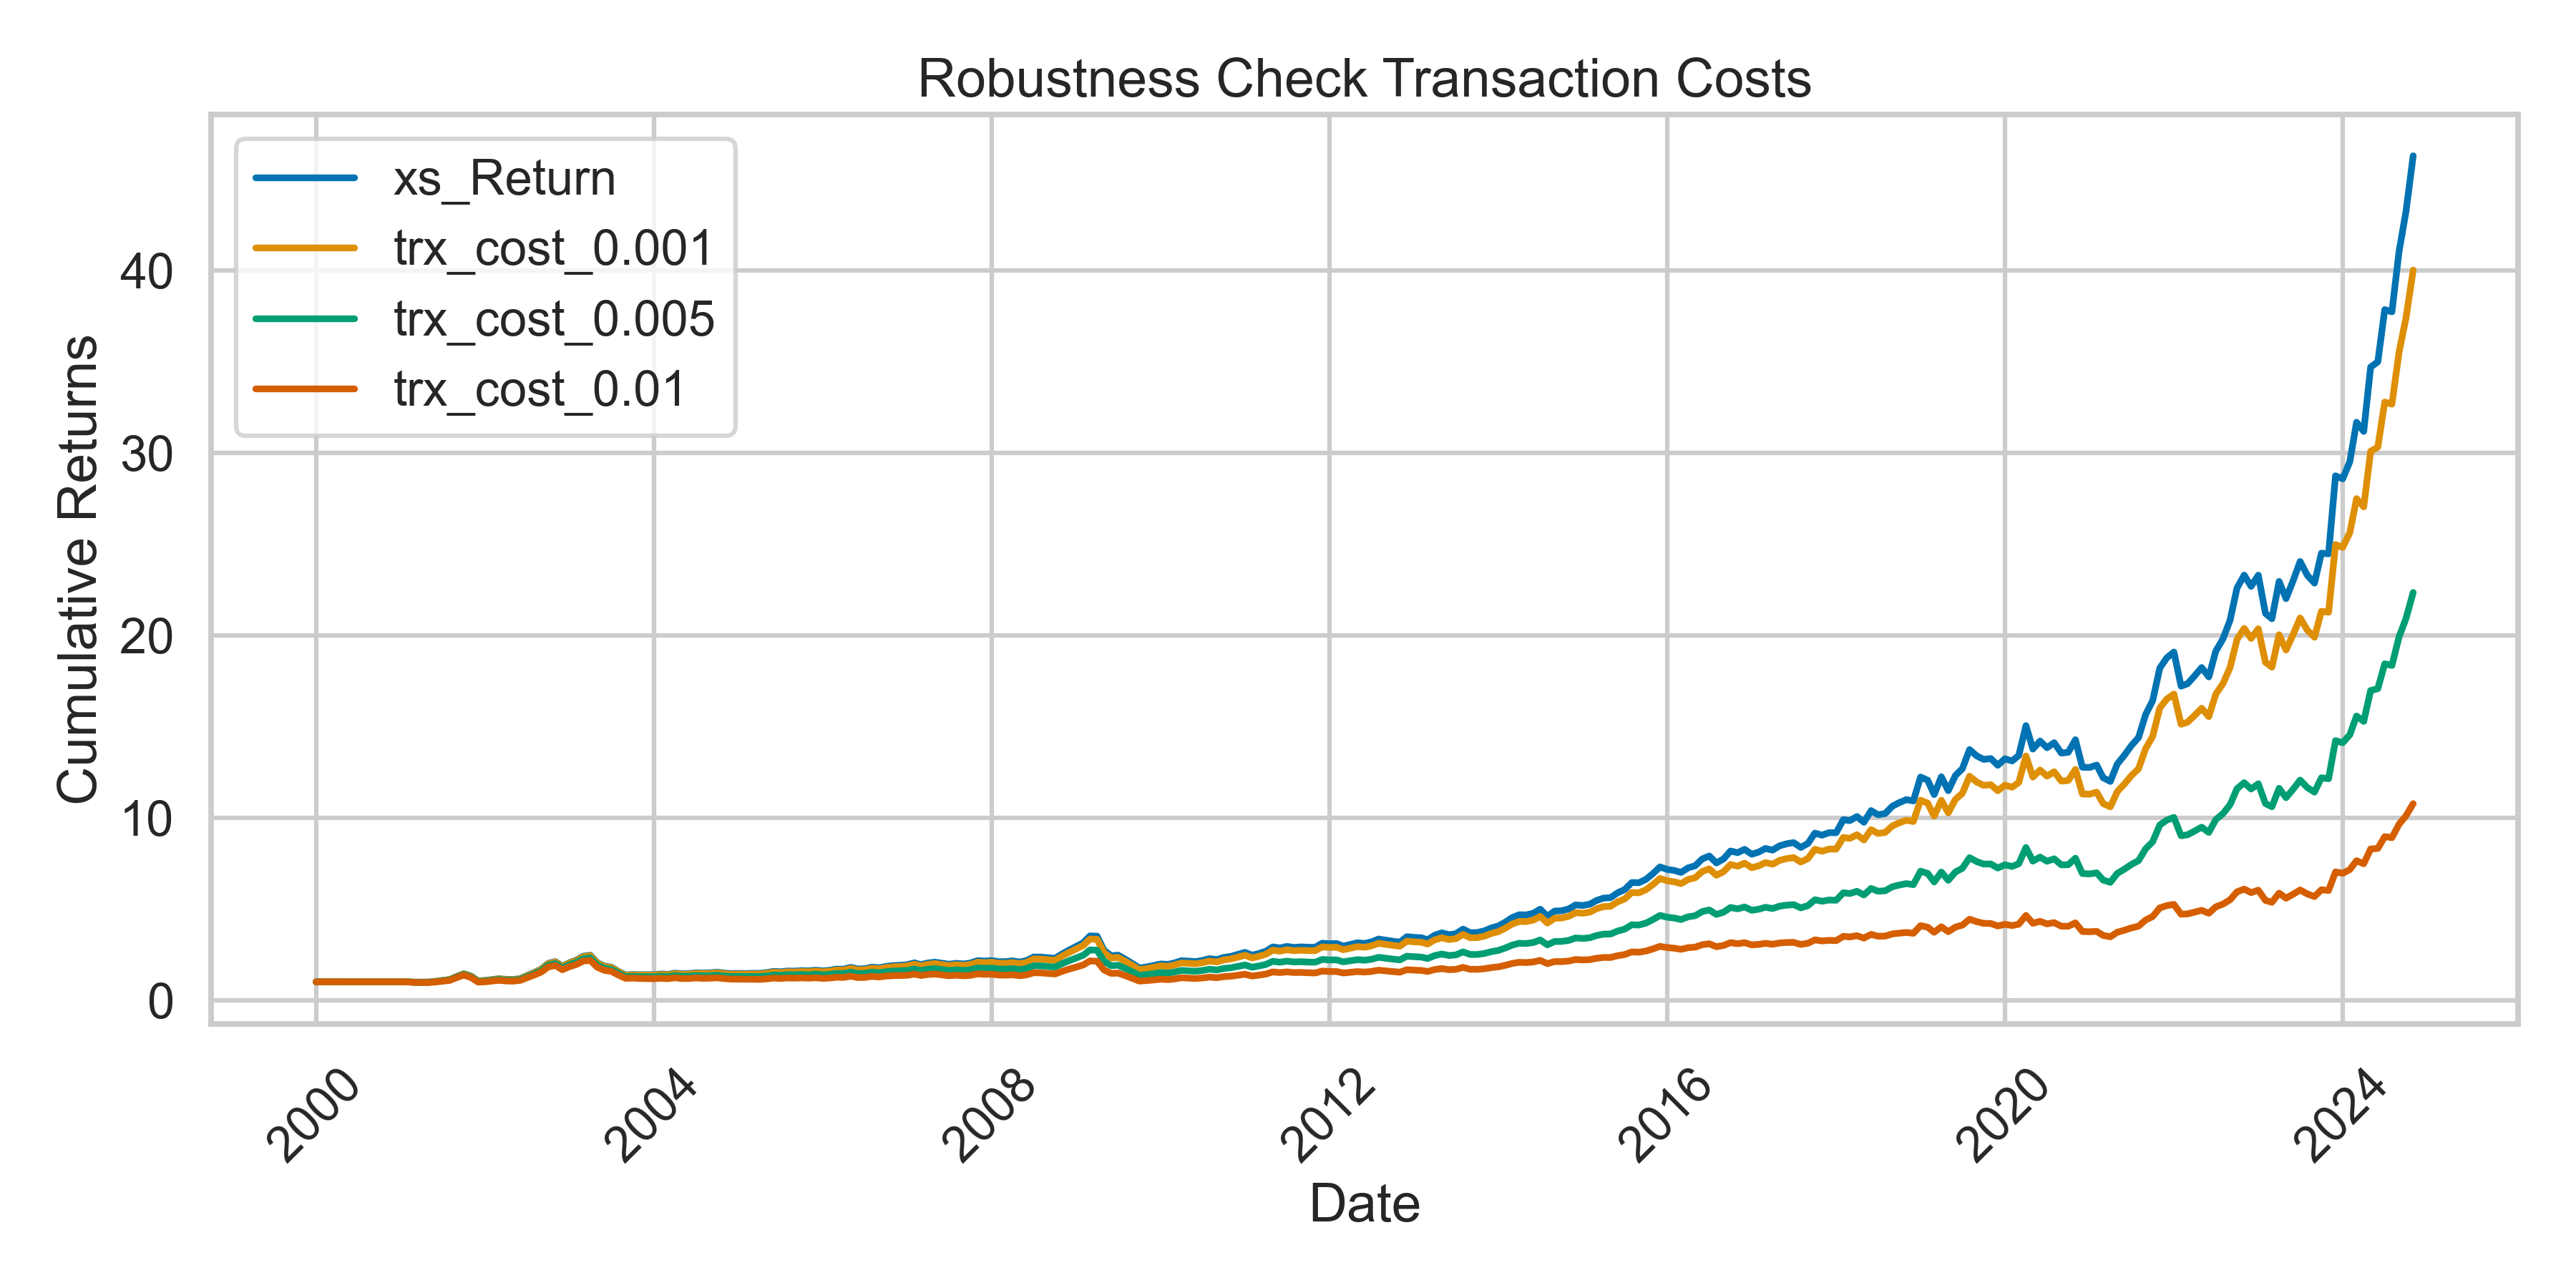 Robustness Check Transaction Costs
xs_Return
trx_cost_0.001
trx_cost_0.005
trx_cost_0.01
Cumulative Returns
40
30
20
10
0
2000
2004
2008
2012
2016
2020
2024
Date